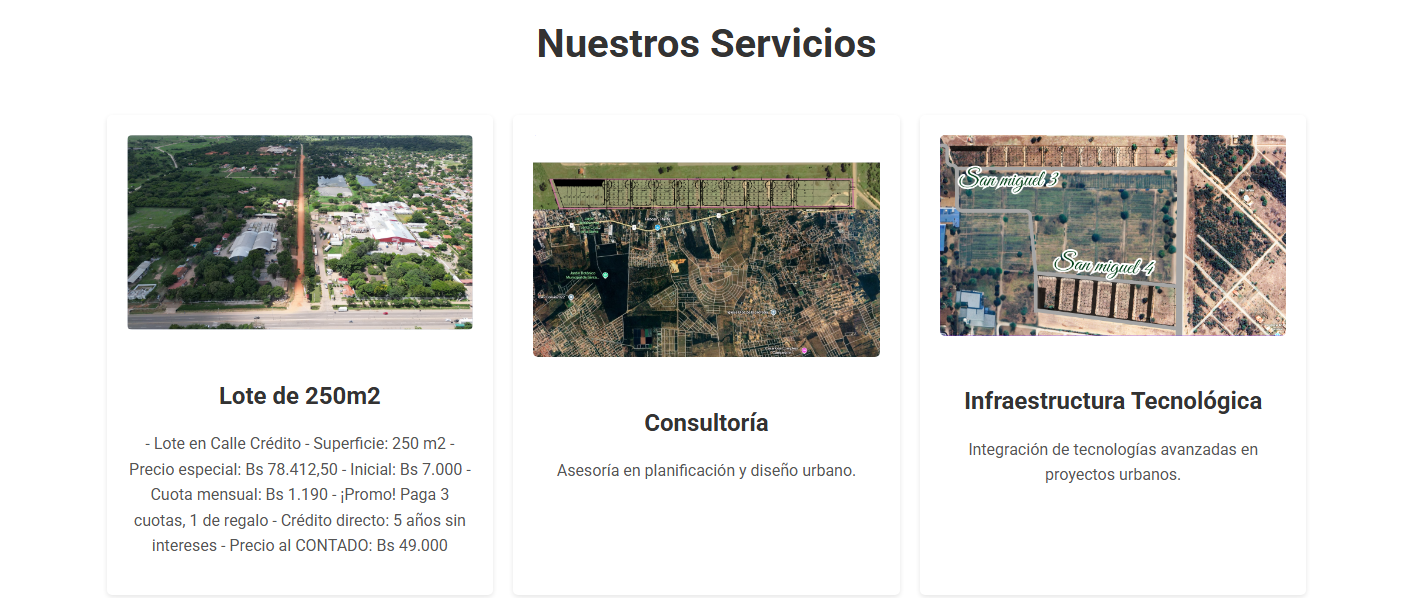 Nuestros Servicios
Lote de 250m2
- Lote en Calle Crédito - Superficie: 250 m2 -
Precio especial: Bs 78.412,50 - Inicial: Bs 7.000 -
Cuota mensual: Bs 1.190 - ¡Promo! Paga 3
cuotas, 1 de regalo - Crédito directo: 5 años sin
intereses - Precio al CONTADO: Bs 49.000
Consultoría
Asesoría en planificación y diseño urbano.
San miguel 3
San miguel 4
Infraestructura Tecnológica
Integración de tecnologías avanzadas en
proyectos urbanos.